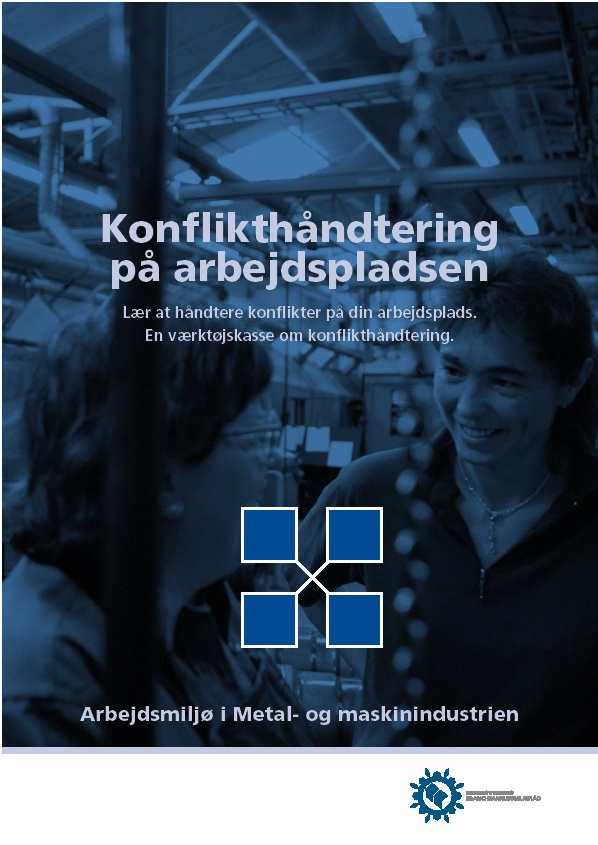 Konflikthåndtering
på arbejdspladsen
Lær at håndtere konflikter på din arbejdsplads.
En værktøjskasse om konflikthåndtering.
Arbejdsmiljø i Metal- og maskinindustrien